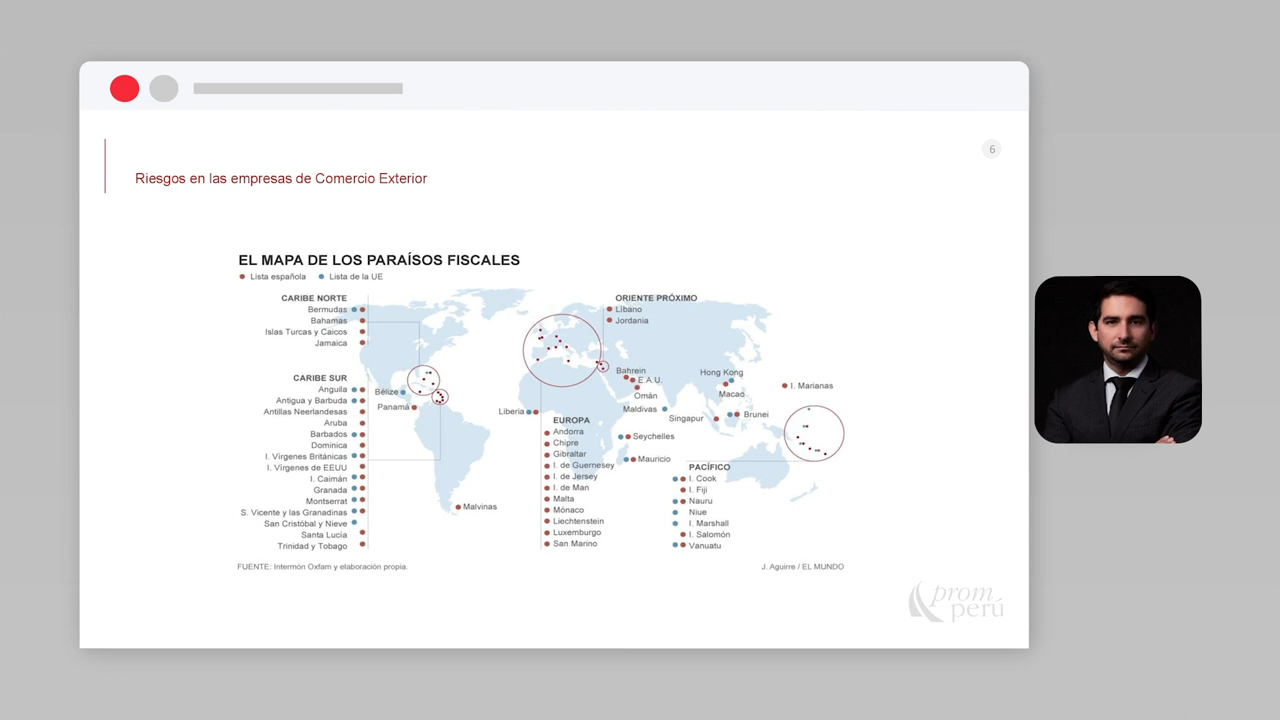 6
Riesgos en las empresas de Comercio Exterior
EL MAPA DE LOS PARAÍSOS FISCALES
Lista española
Lista de la UE
CARIBE NORTE
Bermudas
Bahamas
Islas Turcas y Caicos
Jamaica
CARIBE SUR
Anguila
Antigua y Barbuda
Antillas Neerlandesas
Aruba
Barbados
Dominica
I. Vírgenes Británicas
I. Vírgenes de EEUU
I. Caimán
Granada
Montserrat
S. Vicente y las Granadinas
San Cristóbal y Nieve
Santa Lucía
Trinidad y Tobago
Bélize
Panamá
Malvinas
Liberia
EUROPA
Andorra
Chipre
Gibraltar
I. de Guernesey
I. de Jersey
I. de Man
Malta
Mónaco
Liechtenstein
Luxemburgo
San Marino
ORIENTE PRÓXIMO
Líbano
Jordania
Bahrein
E.A.U.
Omán
Maldivas
Seychelles
Mauricio
Hong Kong
Macao
Singapur
Brunei
I. Marianas
PACÍFICO
I. Cook
I. Fiji
Nauru
Niue
I. Marshall
I. Salomón
Vanuatu
FUENTE: Intermón Oxfam y elaboración propia.
J. Aguirre / EL MUNDO
prom
perú